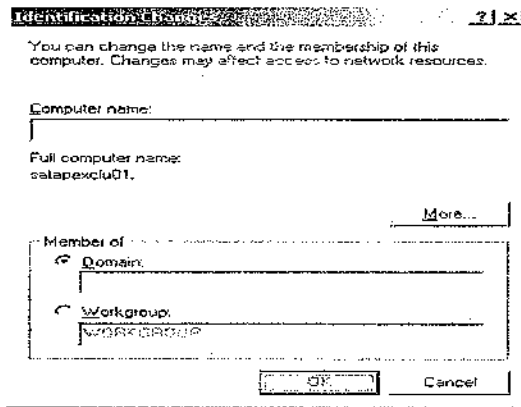 Identification Changes
? ×
You can change the name and the membership of this
computer. Changes may affect access to network resources.
Computer name:
Full computer name:
satapexclu01.
More...
Member of
Domain:
Workgroup:
WORKGROUP
OK
Cancel